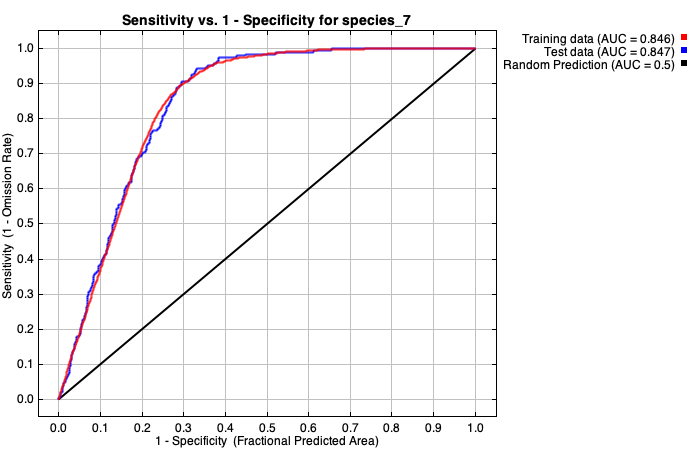 Sensitivity vs. 1 - Specificity for species_7
Training data (AUC = 0.846)
Test data (AUC = 0.847)
Random Prediction (AUC = 0.5)
Sensitivity (1 - Omission Rate)
1.0
0.9
0.8
0.7
0.6
0.5
0.4
0.3
0.2
0.1
0.0
0.0 0.1 0.2 0.3 0.4 0.5 0.6 0.7 0.8 0.9 1.0
1 - Specificity (Fractional Predicted Area)